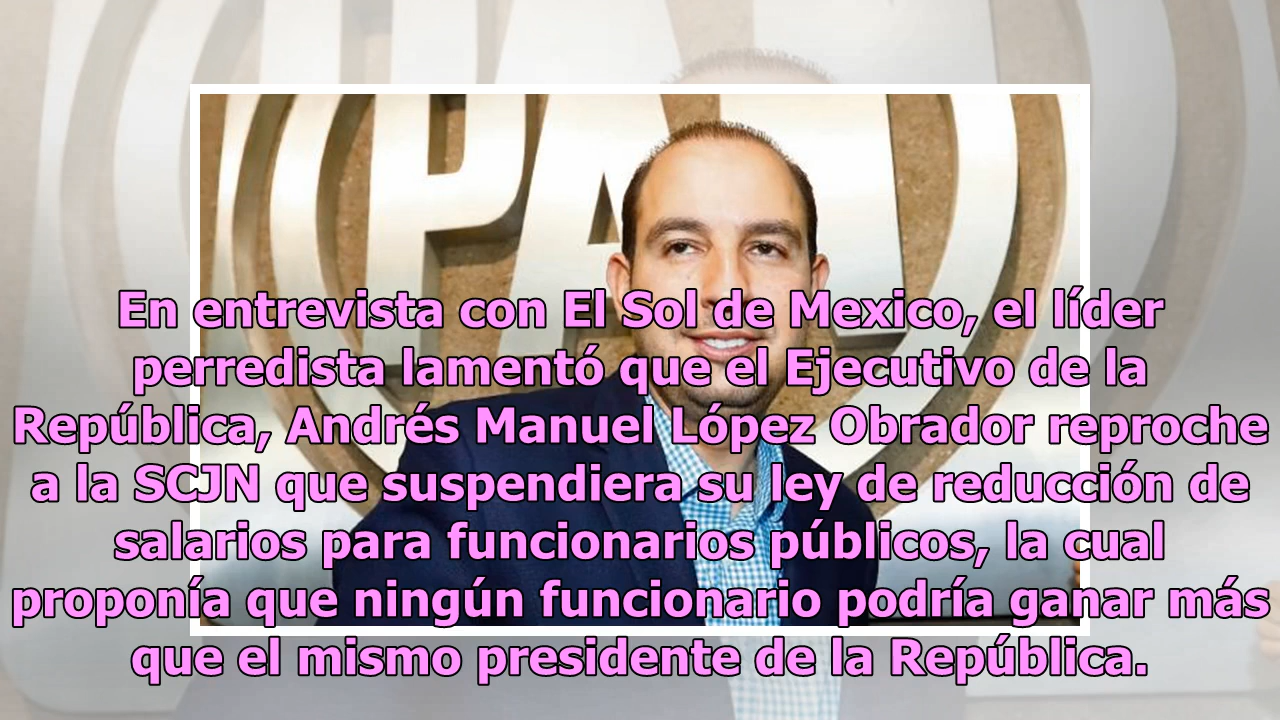 PAN
En entrevista con El Sol de Mexico, el líder
perredista lamentó que el Ejecutivo de la
República, Andrés Manuel López Obrador reproche
a la SCJN que suspendiera su ley de reducción de
salarios para funcionarios públicos, la cual
proponía que ningún funcionario podría ganar más
que el mismo presidente de la República.